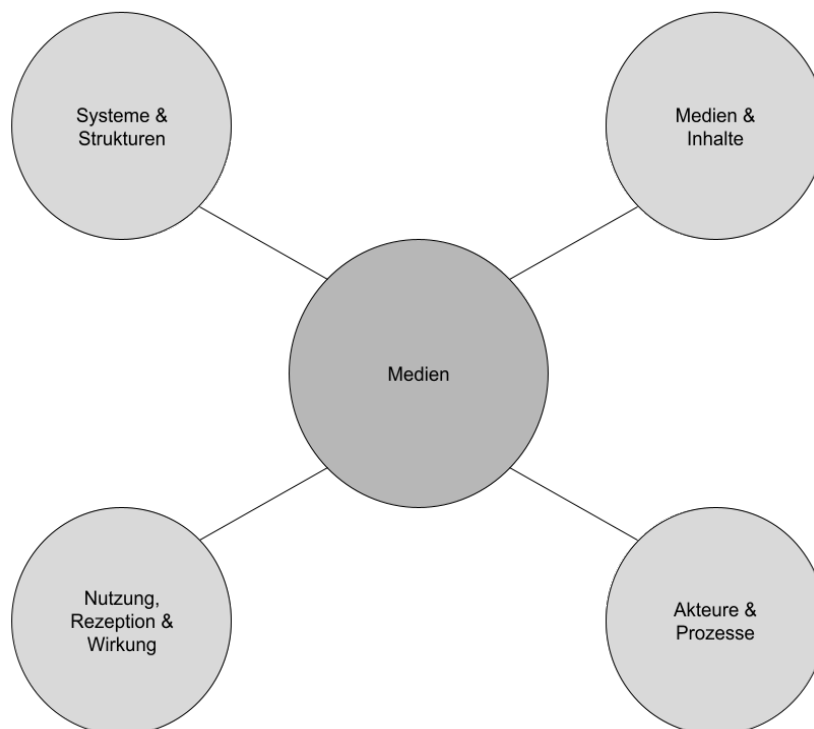 Systeme &
Strukturen
Medien &
Inhalte
Medien
Nutzung,
Rezeption &
Wirkung
Akteure &
Prozesse